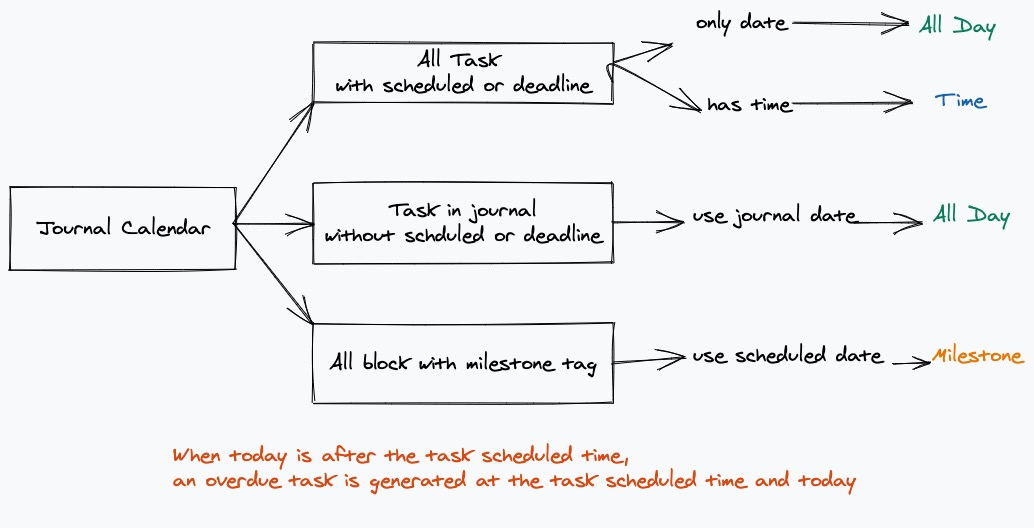 Journal Calendar
All Task
with scheduled or deadline
only date
All Day
has time
Time
Task in journal
without schduled or deadline
use journal date
All Day
All block with milestone tag
use scheduled date
Milestone
When today is after the task scheduled time,
an overdue task is generated at the task scheduled time and today